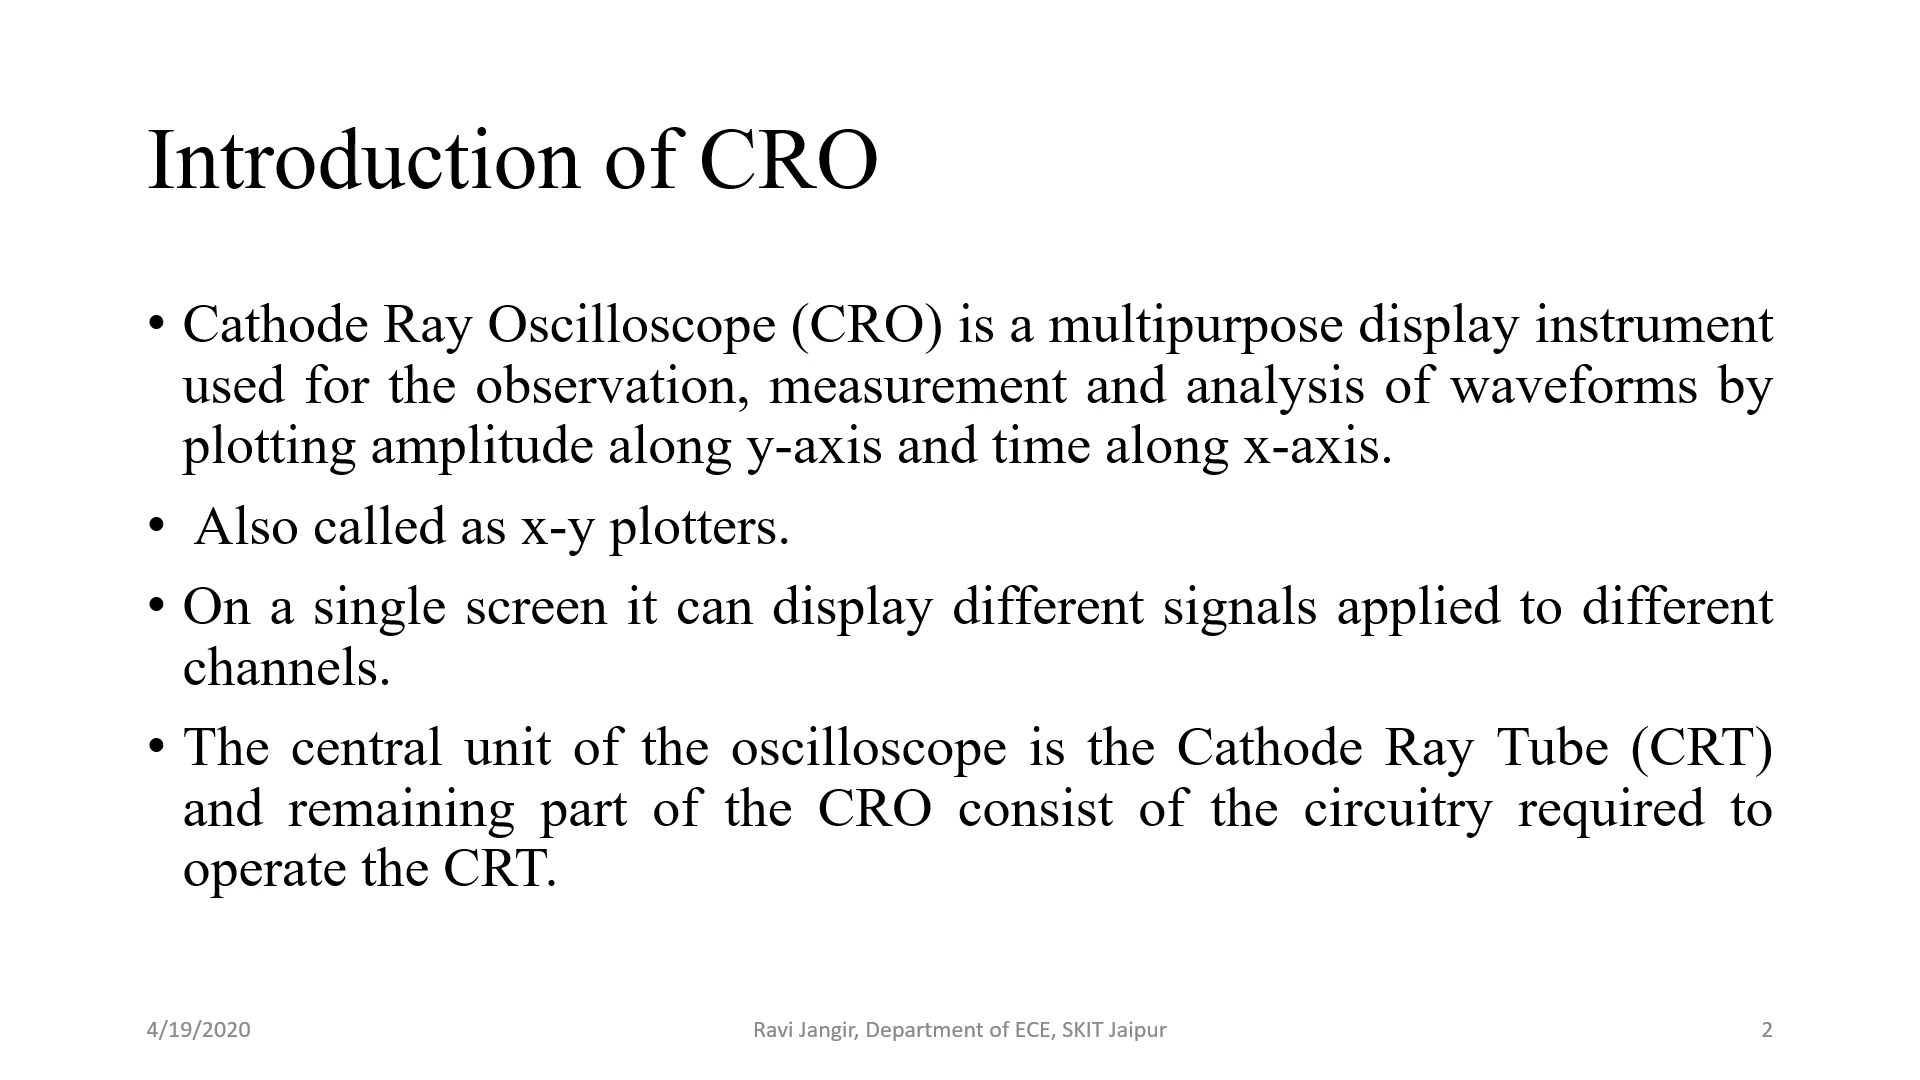 Introduction of CRO
• Cathode Ray Oscilloscope (CRO) is a multipurpose display instrument
used for the observation, measurement and analysis of waveforms by
plotting amplitude along y-axis and time along x-axis.
• Also called as x-y plotters.
• On a single screen it can display different signals applied to different
channels.
• The central unit of the oscilloscope is the Cathode Ray Tube (CRT)
and remaining part of the CRO consist of the circuitry required to
operate the CRT.
4/19/2020
Ravi Jangir, Department of ECE, SKIT Jaipur
2